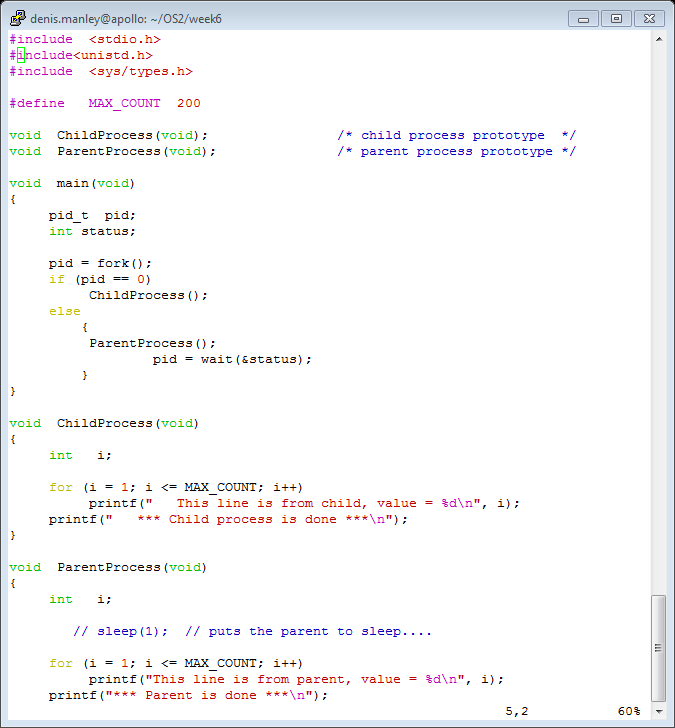 denis.manley@apollo: ~/OS2/week6
#include  <stdio.h>
#include<unistd.h>
#include  <sys/types.h>
#define   MAX_COUNT  200
void  ChildProcess(void);                /* child process prototype  */
void  ParentProcess(void);               /* parent process prototype */
void  main(void)
{
     pid_t  pid;
     int status;
     pid = fork();
     if (pid == 0)
          ChildProcess();
     else
         {
          ParentProcess();
                  pid = wait(&status);
         }
}
void  ChildProcess(void)
{
     int   i;
     for (i = 1; i <= MAX_COUNT; i++)
          printf("   This line is from child, value = %d\n", i);
     printf("   *** Child process is done ***\n");
}
void  ParentProcess(void)
{
     int   i;
        // sleep(1);  // puts the parent to sleep....
     for (i = 1; i <= MAX_COUNT; i++)
          printf("This line is from parent, value = %d\n", i);
     printf("*** Parent is done ***\n");
5,2           60%